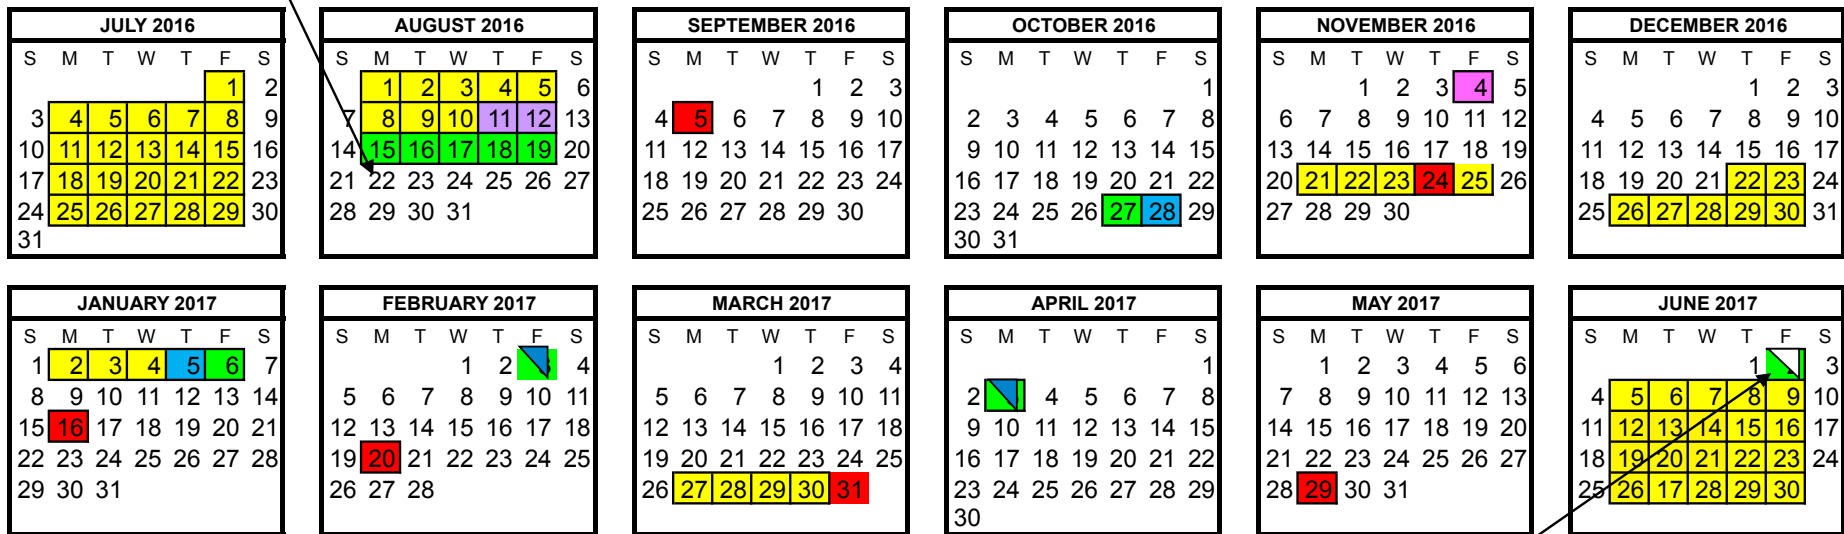 JULY 2016
S M T W T F S
1 2
3 4 5 6 7 8 9
10 11 12 13 14 15 16
17 18 19 20 21 22 23
24 25 26 27 28 29 30
31
AUGUST 2016
S M T W T F S
1 2 3 4 5 6
7 8 9 10 11 12 13
14 15 16 17 18 19 20
21 22 23 24 25 26 27
28 29 30 31
SEPTEMBER 2016
S M T W T F S
1 2 3
4 5 6 7 8 9 10
11 12 13 14 15 16 17
18 19 20 21 22 23 24
25 26 27 28 29 30
OCTOBER 2016
S M T W T F S
1
2 3 4 5 6 7 8
9 10 11 12 13 14 15
16 17 18 19 20 21 22
23 24 25 26 27 28 29
30 31
NOVEMBER 2016
S M T W T F S
1 2 3 4 5
6 7 8 9 10 11 12
13 14 15 16 17 18 19
20 21 22 23 24 25 26
27 28 29 30
DECEMBER 2016
S M T W T F S
1 2 3
4 5 6 7 8 9 10
11 12 13 14 15 16 17
18 19 20 21 22 23 24
25 26 27 28 29 30 31
JANUARY 2017
S M T W T F S
1 2 3 4 5 6 7
8 9 10 11 12 13 14
15 16 17 18 19 20 21
22 23 24 25 26 27 28
29 30 31
FEBRUARY 2017
S M T W T F S
1 2 4
5 6 7 8 9 10 11
12 13 14 15 16 17 18
19 20 21 22 23 24 25
26 27 28
MARCH 2017
S M T W T F S
1 2 3 4
5 6 7 8 9 10 11
12 13 14 15 16 17 18
19 20 21 22 23 24 25
26 27 28 29 30 31
APRIL 2017
S M T W T F S
1
2 4 5 6 7 8
9 10 11 12 13 14 15
16 17 18 19 20 21 22
23 24 25 26 27 28 29
30
MAY 2017
S M T W T F S
1 2 3 4 5 6
7 8 9 10 11 12 13
14 15 16 17 18 19 20
21 22 23 24 25 26 27
28 29 30 31
JUNE 2017
S M T W T F S
1 3
4 5 6 7 8 9 10
11 12 13 14 15 16 17
18 19 20 21 22 23 24
25 26 17 28 29 30